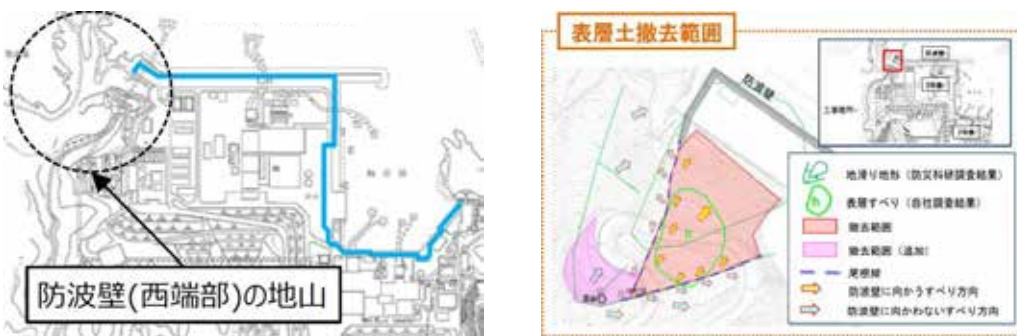 防波壁(西端部)の地山
表層土撤去範囲
防波壁
地滑り地形（防災科研調査結果）
表層すべり（自社調査結果）
撤去範囲
撤去範囲（追加）
尾根線
防波壁に向かうすべり方向
防波壁に向かわないすべり方向